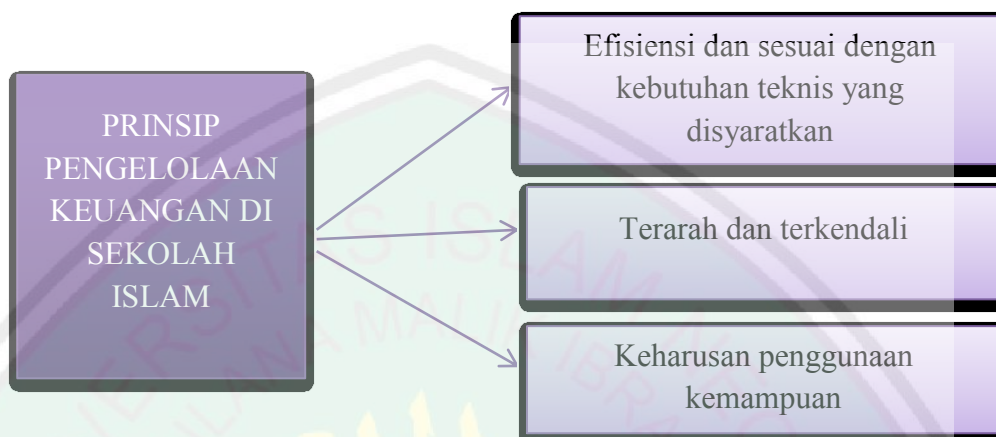 PRINSIP
PENGELOLAAN
KEUANGAN DI
SEKOLAH
ISLAM
Efisiensi dan sesuai dengan
kebutuhan teknis yang
disyaratkan
Terarah dan terkendali
Keharusan penggunaan
kemampuan